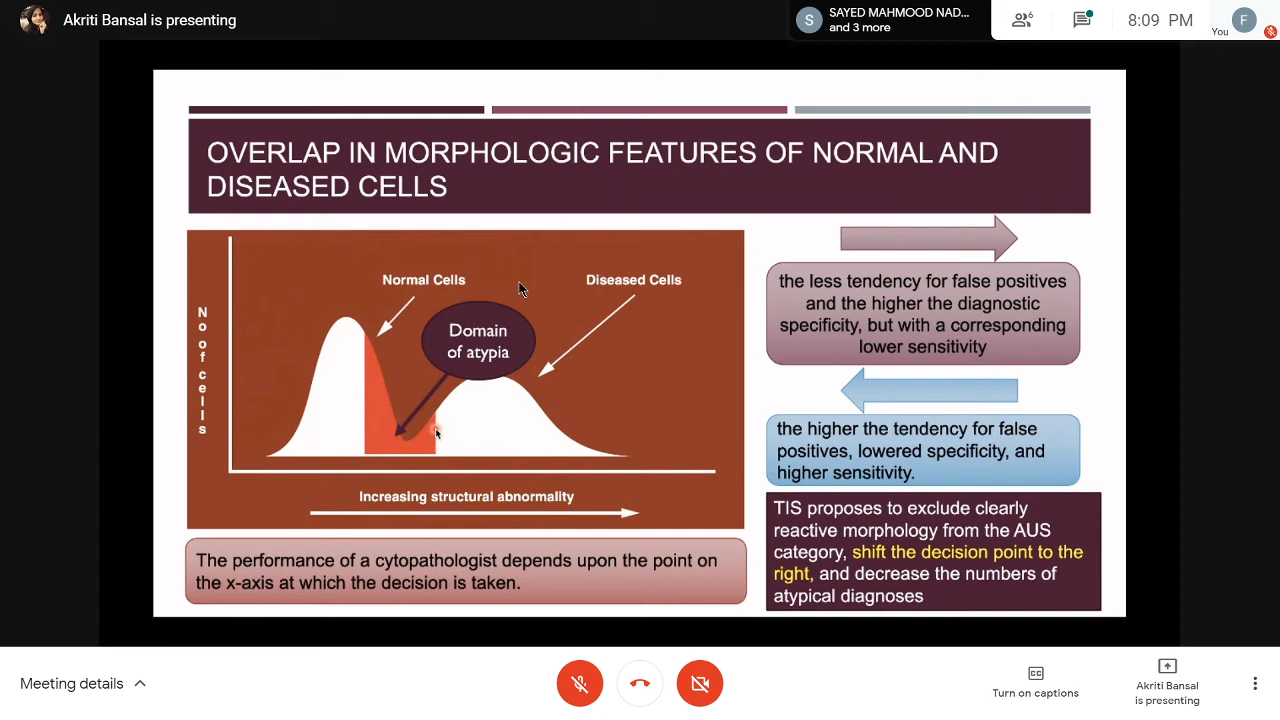 Akriti Bansal is presenting
S
SAYED MAHMOOD NAD...
and 3 more
6
8:09 PM
You
F
OVERLAP IN MORPHOLOGIC FEATURES OF NORMAL AND
DISEASED CELLS
No of cells
Normal Cells
Diseased Cells
Domain
of atypia
Increasing structural abnormality
The performance of a cytopathologist depends upon the point on
the x-axis at which the decision is taken.
the less tendency for false positives
and the higher the diagnostic
specificity, but with a corresponding
lower sensitivity
the higher the tendency for false
positives, lowered specificity, and
higher sensitivity.
TIS proposes to exclude clearly
reactive morphology from the AUS
category, shift the decision point to the
right, and decrease the numbers of
atypical diagnoses
Meeting details
CC
Turn on captions
Akriti Bansal
is presenting